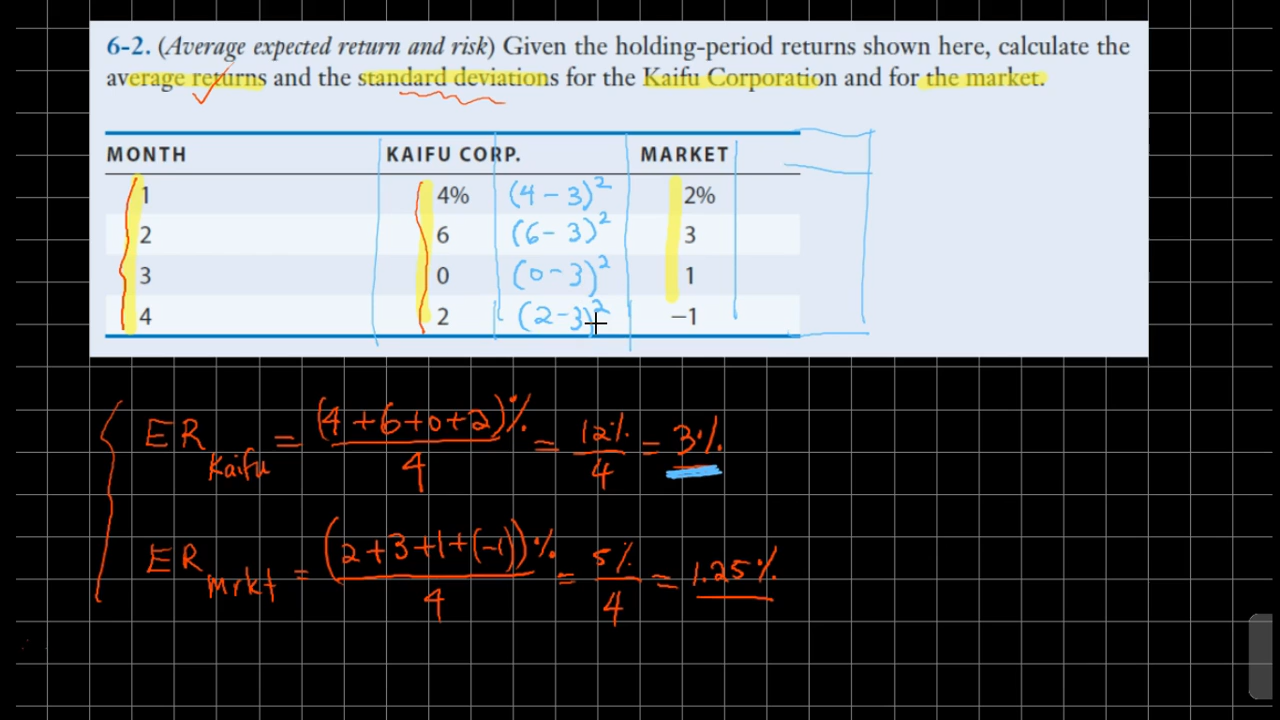 6-2. (Average expected return and risk) Given the holding-period returns shown here, calculate the
average returns and the standard deviations for the Kaifu Corporation and for the market.
MONTH KAIFU CORP. MARKET
1 4% (4-3)² 2%
2 6 (6-3)² 3
3 0 (0-3)² 1
4 2 (2-3)² −1
ER Kaifu = (4+6+0+2)% / 4 = 12% / 4 = 3%
ER Mrkt = (2+3+1+(-1))% / 4 = 5% / 4 = 1.25%